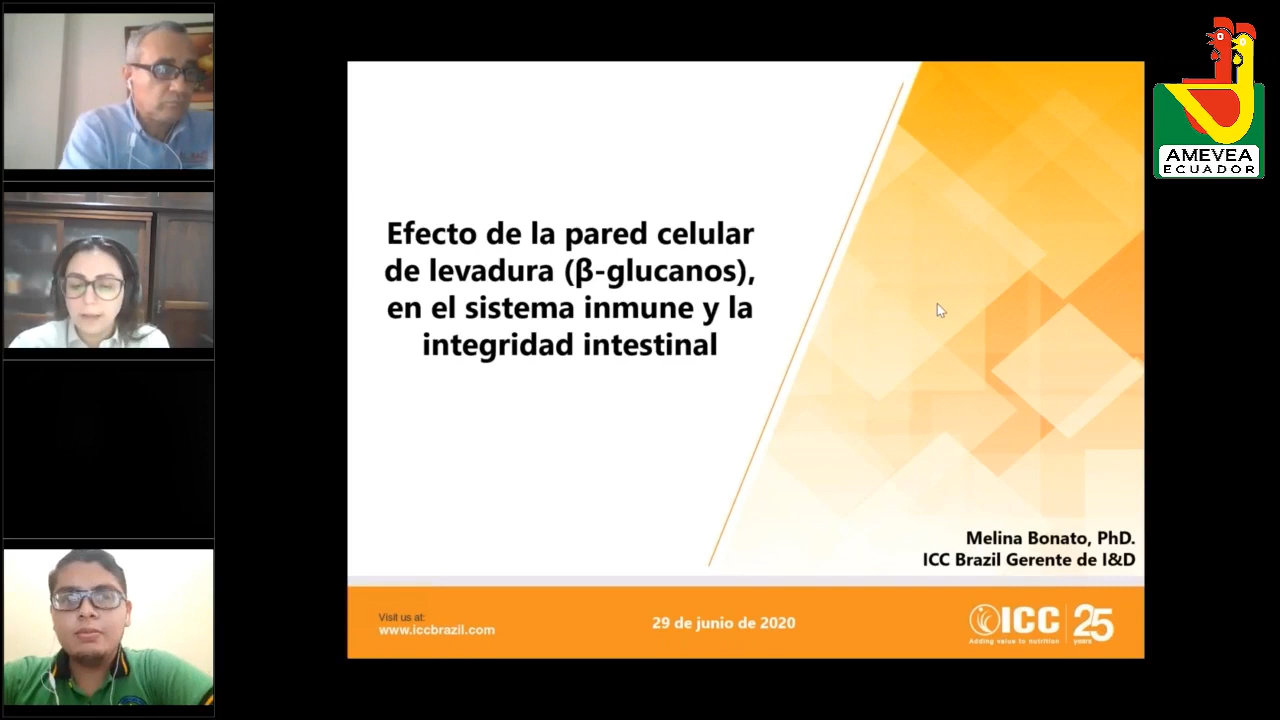 AMEVEA
ECUADOR
Efecto de la pared celular
de levadura (β-glucanos),
en el sistema inmune y la
integridad intestinal
Melina Bonato, PhD.
ICC Brazil Gerente de I&D
Visit us at:
www.iccbrazil.com
29 de junio de 2020
ICC
Adding value to nutrition
25
years